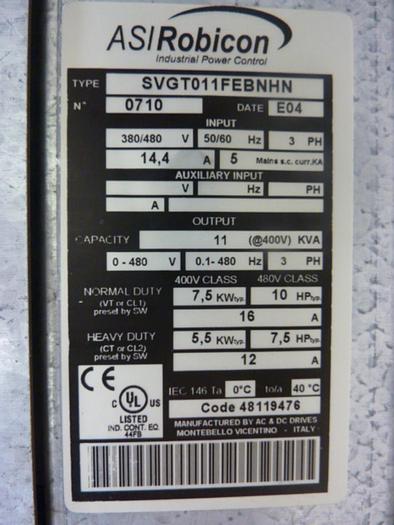 ASIRobicon
Industrial Power Control
TYPE SVGT011FEBNHN
N° 0710 DATE E04
INPUT
380/480 V 50/60 Hz 3 PH
14,4 A 5 Mains s.c. curr.KA
AUXILIARY INPUT
V Hz PH
A
OUTPUT
CAPACITY 11 (@400V) KVA
0 - 480 V 0.1- 480 Hz 3 PH
400V CLASS 480V CLASS
NORMAL DUTY 7,5 KWtyp. 10 HPtyp.
(VT or CL1)
preset by SW 16 A
HEAVY DUTY 5,5 KWtyp. 7,5 HPtyp.
(CT or CL2)
preset by SW 12 A
CE
IEC 146 Ta 0°C to/a 40 °C
C UL US
LISTED
IND. CONT. EQ.
44FB
Code 48119476
MANUFACTURED BY AC & DC DRIVES
MONTEBELLO VICENTINO - ITALY